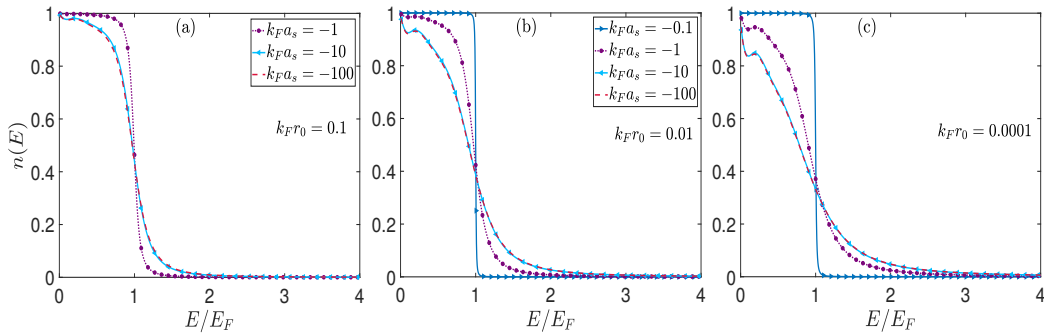 (a)
k_F a_s = −1
k_F a_s = −10
k_F a_s = −100
k_F r_0 = 0.1
n(E)
1
0.8
0.6
0.4
0.2
0
0 1 2 3 4
E/E_F
(b)
k_F a_s = −0.1
k_F a_s = −1
k_F a_s = −10
k_F a_s = −100
k_F r_0 = 0.01
1
0.8
0.6
0.4
0.2
0
0 1 2 3 4
E/E_F
(c)
k_F r_0 = 0.0001
1
0.8
0.6
0.4
0.2
0
0 1 2 3 4
E/E_F